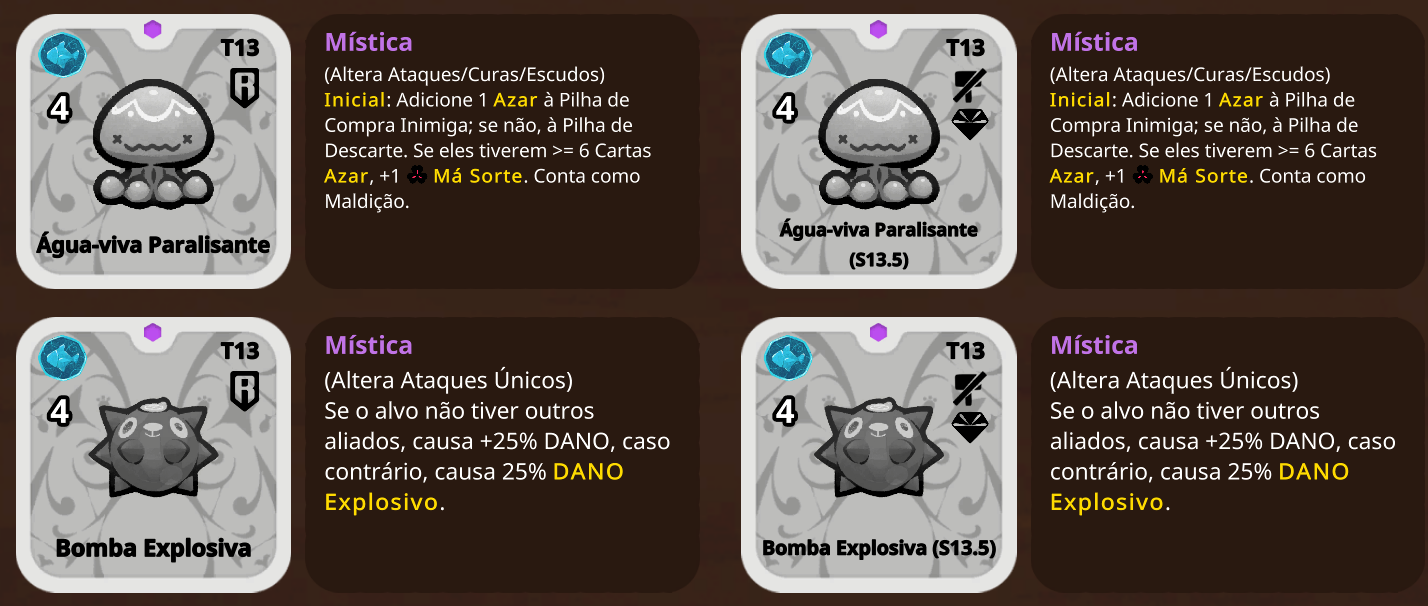 T13
4
Água-viva Paralisante
Mística
(Altera Ataques/Curas/Escudos)
Inicial: Adicione 1 Azar à Pilha de
Compra Inimiga; se não, à Pilha de
Descarte. Se eles tiverem >= 6 Cartas
Azar, +1 Má Sorte. Conta como
Maldição.
T13
4
Água-viva Paralisante
(S13.5)
Mística
(Altera Ataques/Curas/Escudos)
Inicial: Adicione 1 Azar à Pilha de
Compra Inimiga; se não, à Pilha de
Descarte. Se eles tiverem >= 6 Cartas
Azar, +1 Má Sorte. Conta como
Maldição.
T13
4
Bomba Explosiva
Mística
(Altera Ataques Únicos)
Se o alvo não tiver outros
aliados, causa +25% DANO, caso
contrário, causa 25% DANO
Explosivo.
T13
4
Bomba Explosiva (S13.5)
Mística
(Altera Ataques Únicos)
Se o alvo não tiver outros
aliados, causa +25% DANO, caso
contrário, causa 25% DANO
Explosivo.